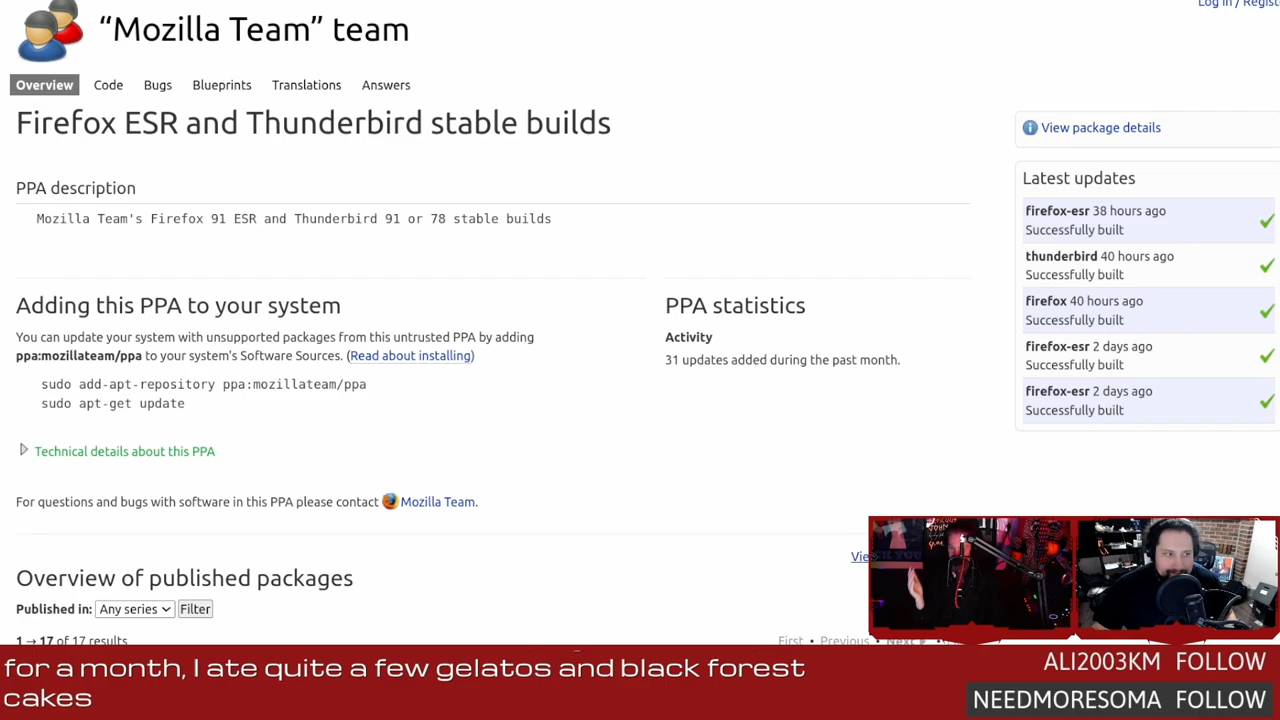 Log in / Regist
“Mozilla Team” team
Overview Code Bugs Blueprints Translations Answers
Firefox ESR and Thunderbird stable builds
PPA description
Mozilla Team's Firefox 91 ESR and Thunderbird 91 or 78 stable builds
Adding this PPA to your system
You can update your system with unsupported packages from this untrusted PPA by adding
ppa:mozillateam/ppa to your system's Software Sources. (Read about installing)
sudo add-apt-repository ppa:mozillateam/ppa
sudo apt-get update
Technical details about this PPA
For questions and bugs with software in this PPA please contact Mozilla Team.
PPA statistics
Activity
31 updates added during the past month.
View package details
Latest updates
firefox-esr 38 hours ago
Successfully built
thunderbird 40 hours ago
Successfully built
firefox 40 hours ago
Successfully built
firefox-esr 2 days ago
Successfully built
firefox-esr 2 days ago
Successfully built
Vie
Overview of published packages
Published in: Any series Filter
1 → 17 of 17 results
First • Previous • Next
for a month, I ate quite a few gelatos and black forest
cakes
ALI2003KM FOLLOW
NEEDMORESOMA FOLLOW